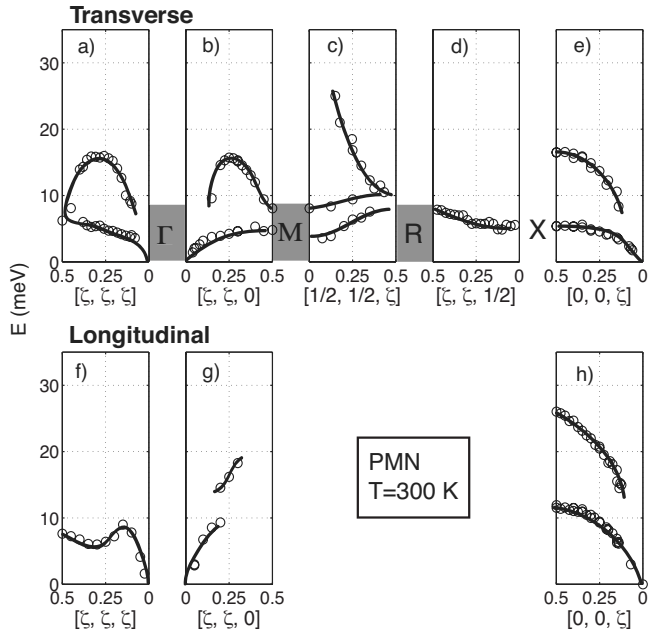 Transverse
a) b) c) d) e)
30
20
10
0
Γ M R X
0.5 0.25 0 0 0.25 0.5 0 0.25 0.5 0.5 0.25 0 0.5 0.25 0
[ζ, ζ, ζ] [ζ, ζ, 0] [1/2, 1/2, ζ] [ζ, ζ, 1/2] [0, 0, ζ]
E (meV)
Longitudinal
f) g) h)
30
20
10
0
PMN
T=300 K
0.5 0.25 0 0 0.25 0.5 0.5 0.25 0
[ζ, ζ, ζ] [ζ, ζ, 0] [0, 0, ζ]